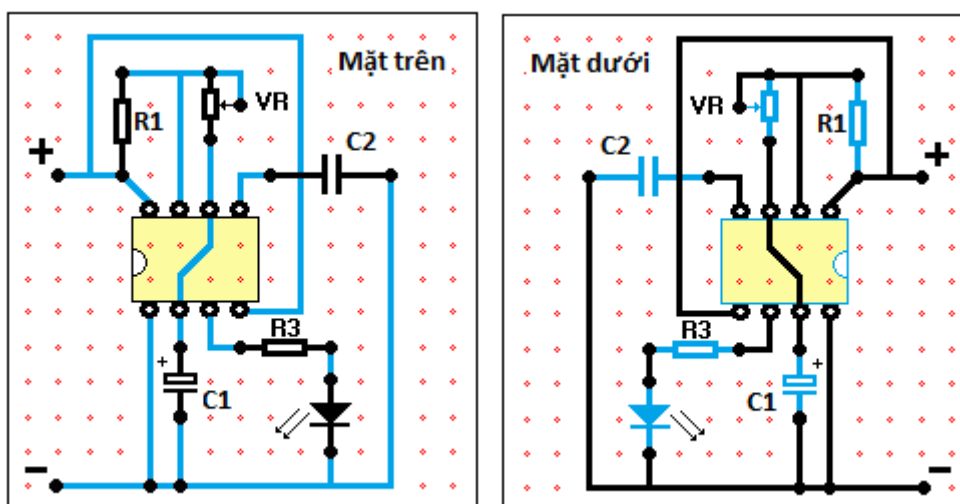 Mặt trên
R1
VR
C2
+
R3
+
C1
-
Mặt dưới
VR
R1
C2
+
R3
+
C1
-